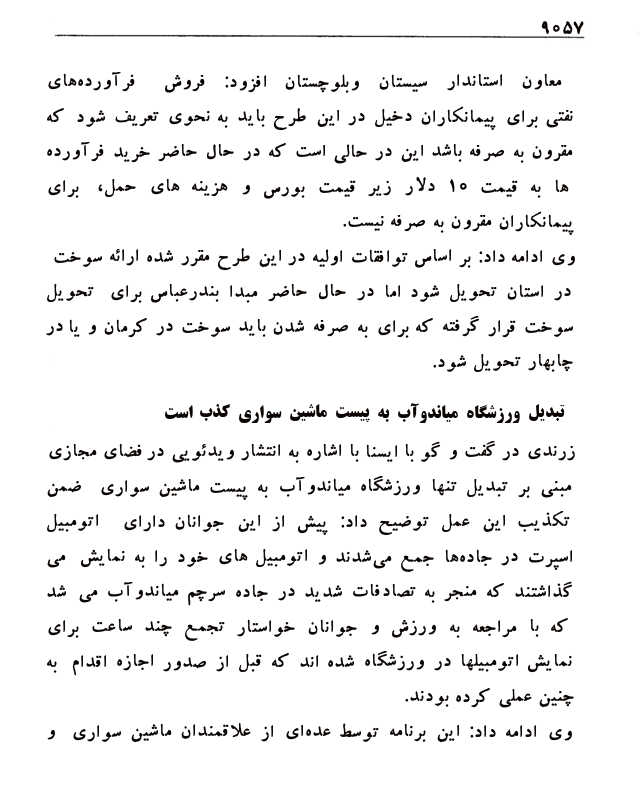 ۹۰۵۷
معاون استاندار سیستان وبلوچستان افزود: فروش فرآورده‌های
نفتی برای پیمانکاران دخیل در این طرح باید به نحوی تعریف شود که
مقرون به صرفه باشد این در حالی است که در حال حاضر خرید فرآورده
ها به قیمت ۱۰ دلار زیر قیمت بورس و هزینه های حمل، برای
پیمانکاران مقرون به صرفه نیست.
وی ادامه داد: بر اساس توافقات اولیه در این طرح مقرر شده ارائه سوخت
در استان تحویل شود اما در حال حاضر مبدا بندرعباس برای تحویل
سوخت قرار گرفته که برای به صرفه شدن باید سوخت در کرمان و یا در
چابهار تحویل شود.
تبدیل ورزشگاه میاندوآب به پیست ماشین سواری کذب است
زرندی در گفت و گو با ایسنا با اشاره به انتشار ویدئویی در فضای مجازی
مبنی بر تبدیل تنها ورزشگاه میاندوآب به پیست ماشین سواری ضمن
تکذیب این عمل توضیح داد: پیش از این جوانان دارای اتومبیل
اسپرت در جاده‌ها جمع می‌شدند و اتومبیل های خود را به نمایش می
گذاشتند که منجر به تصادفات شدید در جاده سرچم میاندوآب می شد
که با مراجعه به ورزش و جوانان خواستار تجمع چند ساعت برای
نمایش اتومبیلها در ورزشگاه شده اند که قبل از صدور اجازه اقدام به
چنین عملی کرده بودند.
وی ادامه داد: این برنامه توسط عده‌ای از علاقمندان ماشین سواری و